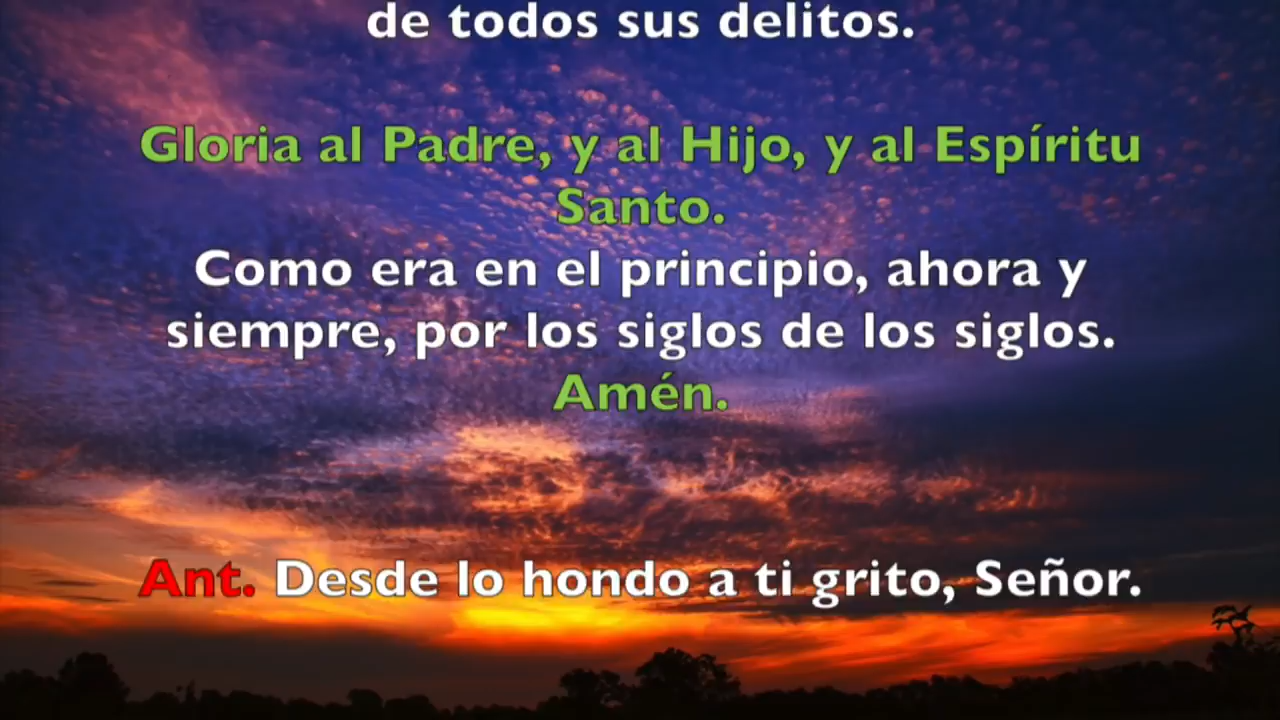 de todos sus delitos.
Gloria al Padre, y al Hijo, y al Espíritu
Santo.
Como era en el principio, ahora y
siempre, por los siglos de los siglos.
Amén.
Ant. Desde lo hondo a ti grito, Señor.